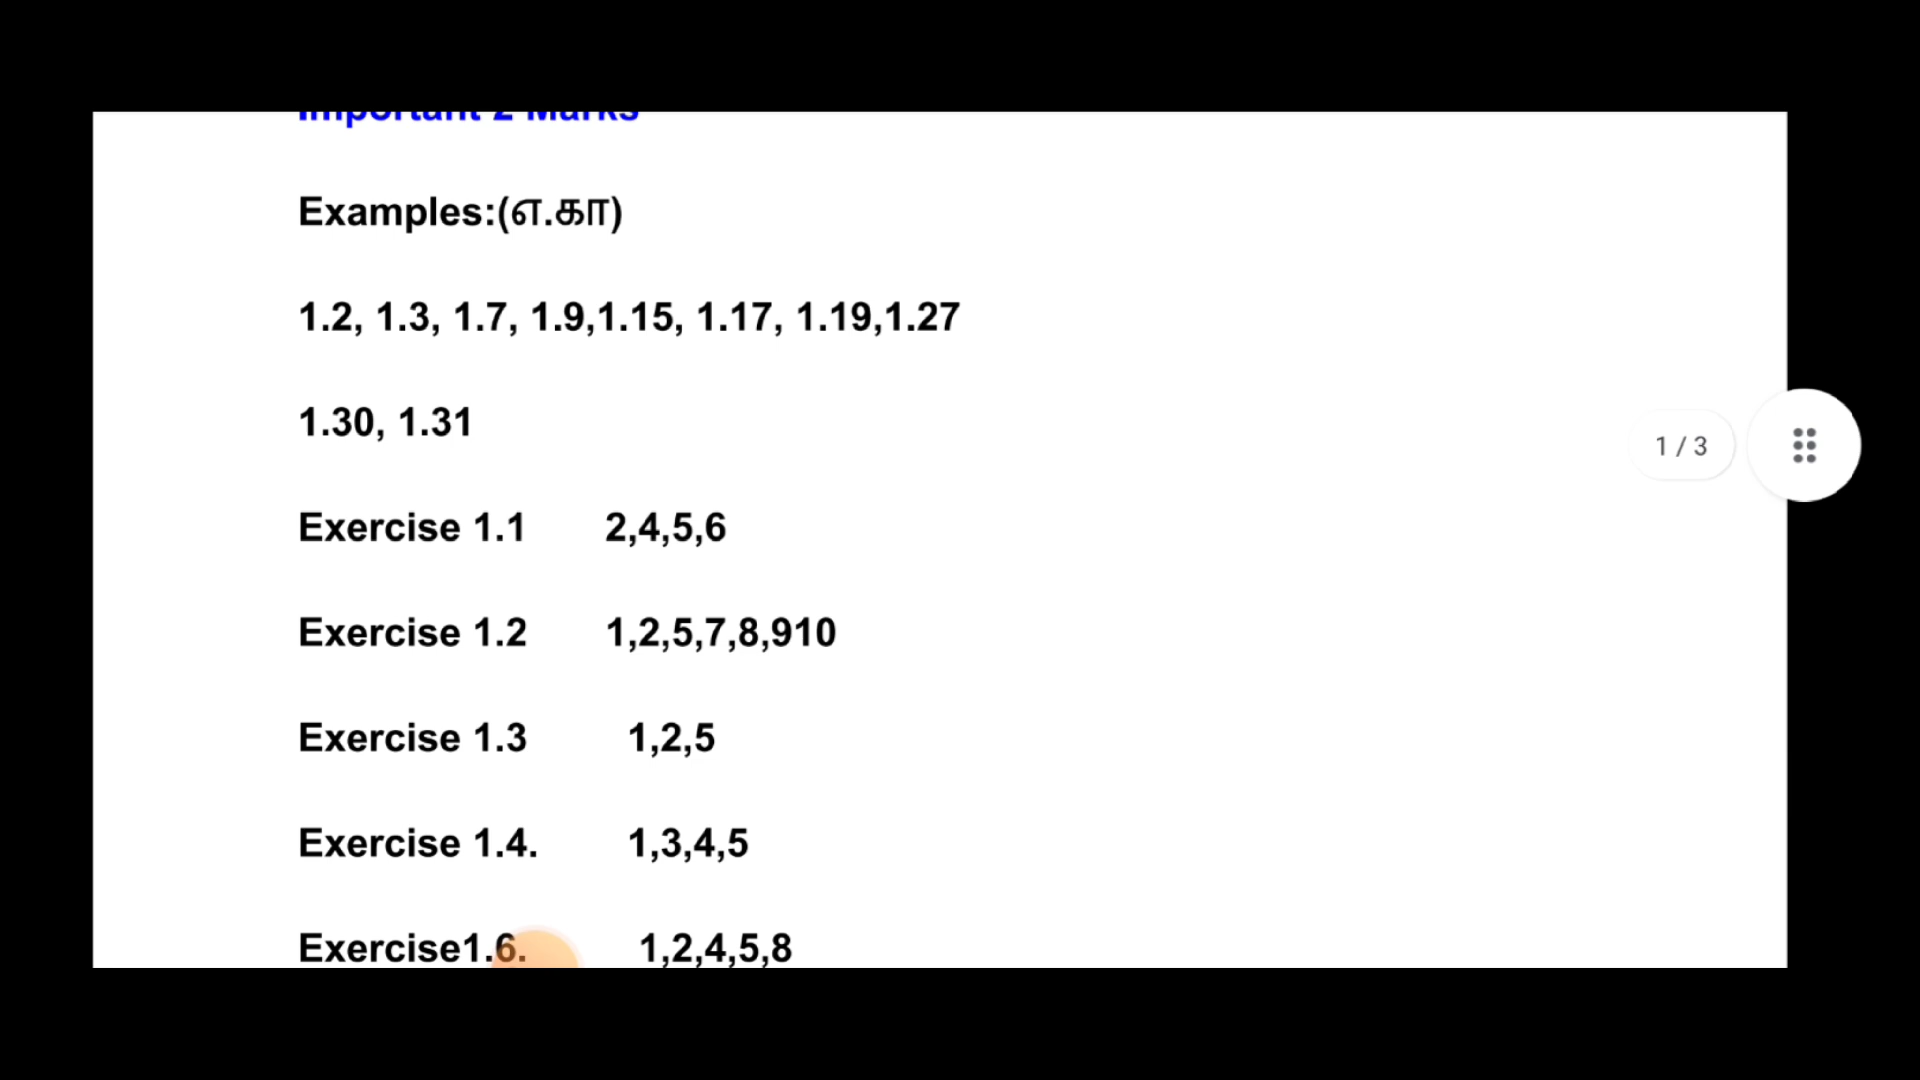 Important 2 Marks
Examples:(எ.கா)
1.2, 1.3, 1.7, 1.9,1.15, 1.17, 1.19,1.27
1.30, 1.31
Exercise 1.1 2,4,5,6
Exercise 1.2 1,2,5,7,8,910
Exercise 1.3 1,2,5
Exercise 1.4. 1,3,4,5
Exercise1.6. 1,2,4,5,8
1 / 3